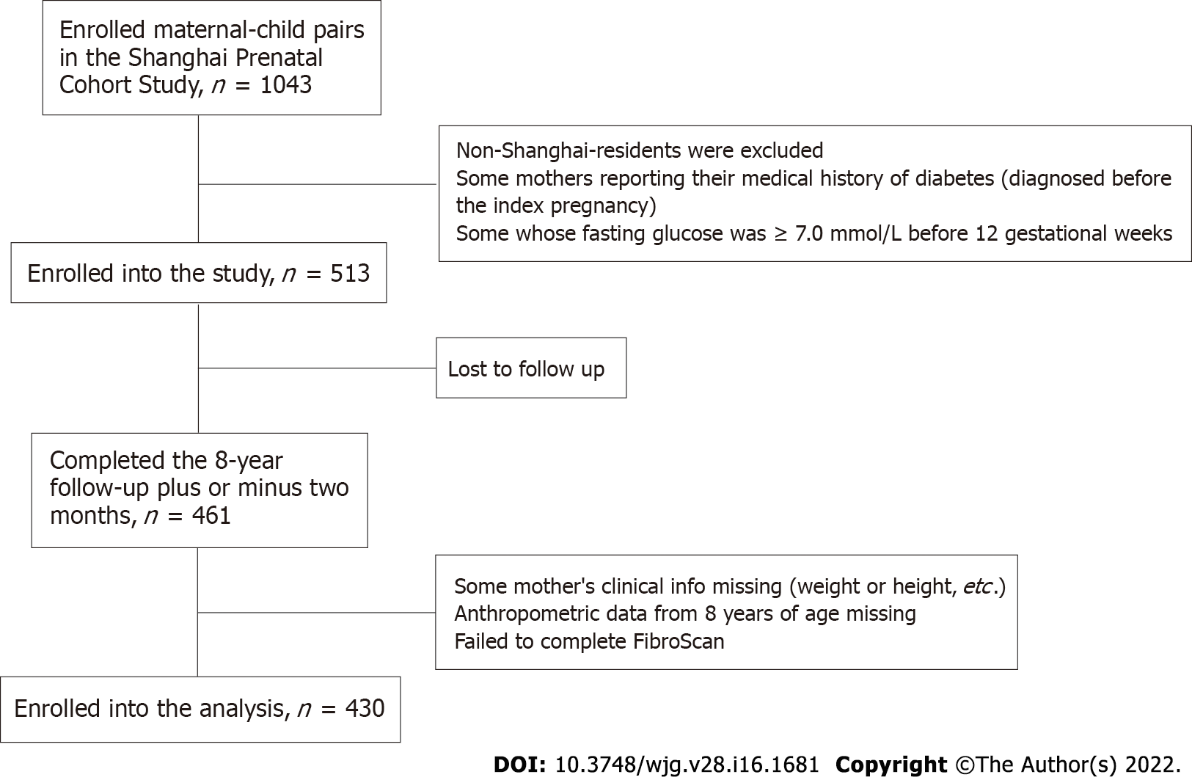 Enrolled maternal-child pairs
in the Shanghai Prenatal
Cohort Study, n = 1043
Non-Shanghai-residents were excluded
Some mothers reporting their medical history of diabetes (diagnosed before
the index pregnancy)
Some whose fasting glucose was ≥ 7.0 mmol/L before 12 gestational weeks
Enrolled into the study, n = 513
Lost to follow up
Completed the 8-year
follow-up plus or minus two
months, n = 461
Some mother's clinical info missing (weight or height, etc.)
Anthropometric data from 8 years of age missing
Failed to complete FibroScan
Enrolled into the analysis, n = 430
DOI: 10.3748/wjg.v28.i16.1681 Copyright ©The Author(s) 2022.